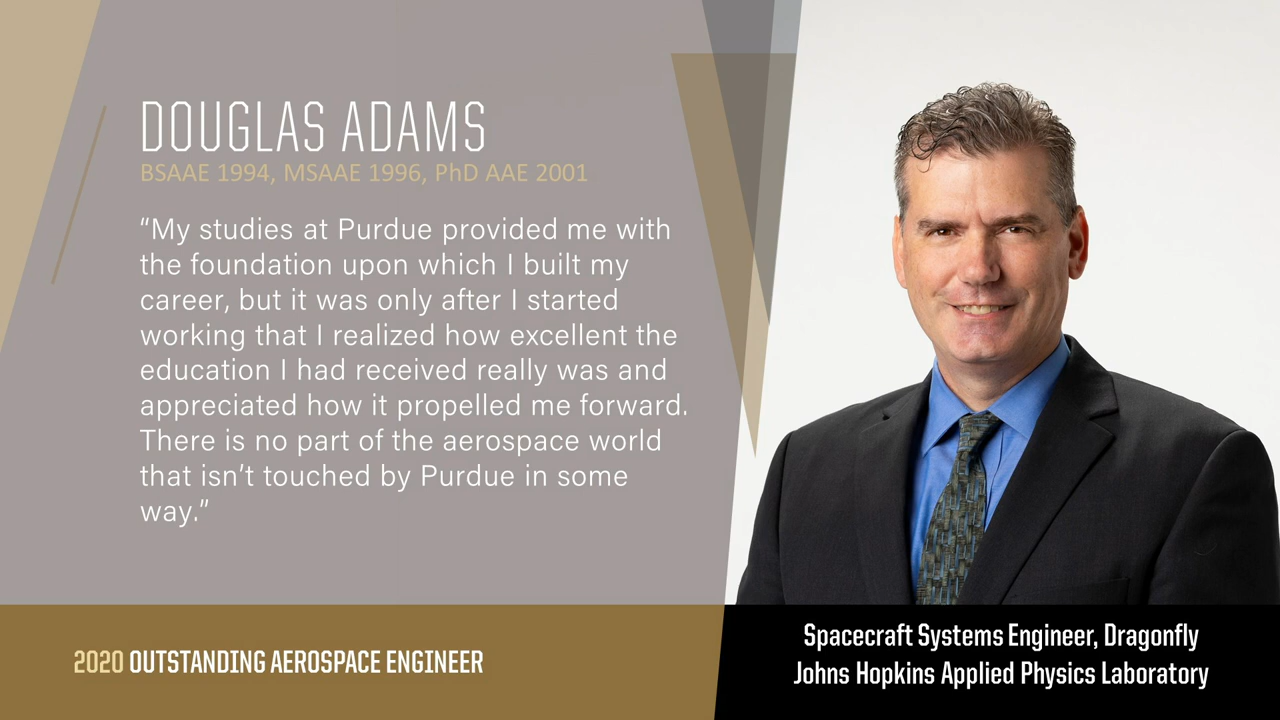 DOUGLAS ADAMS
BSAAE 1994, MSAAE 1996, PhD AAE 2001
“My studies at Purdue provided me with
the foundation upon which I built my
career, but it was only after I started
working that I realized how excellent the
education I had received really was and
appreciated how it propelled me forward.
There is no part of the aerospace world
that isn’t touched by Purdue in some
way.”
2020 OUTSTANDING AEROSPACE ENGINEER
Spacecraft Systems Engineer, Dragonfly
Johns Hopkins Applied Physics Laboratory